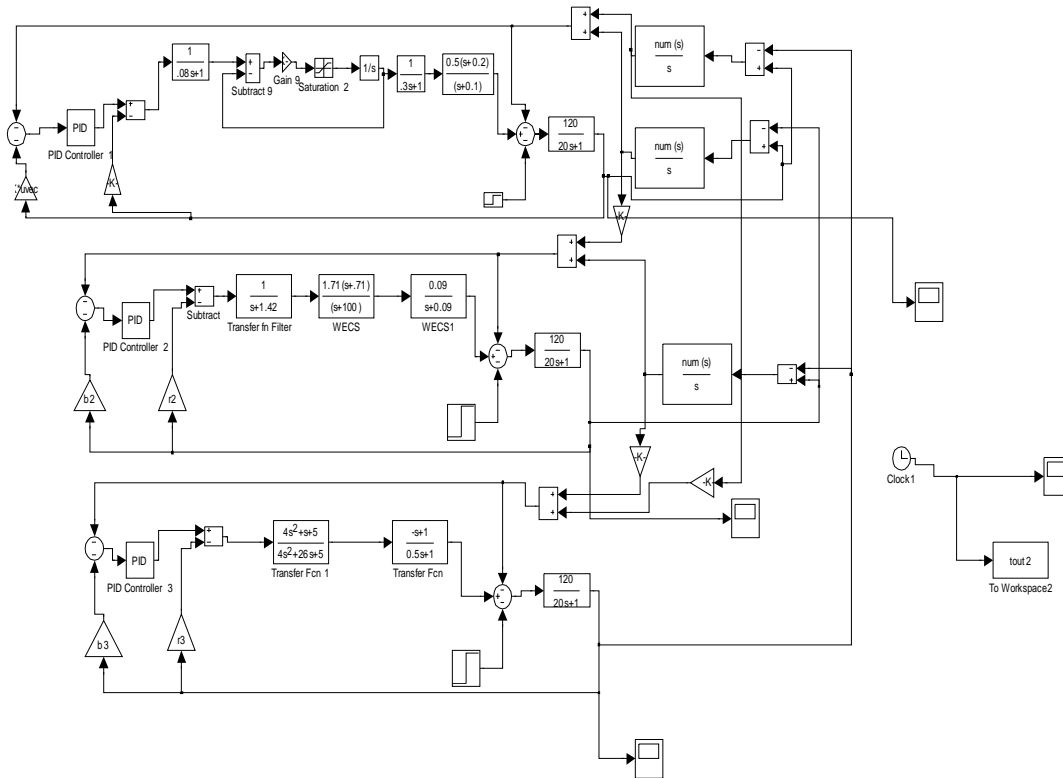 num (s)
s
1
.08s+1
Subtract 9
Gain 9
Saturation 2
1/s
1
.3s+1
0.5(s+0.2)
(s+0.1)
120
20s+1
PID
PID Controller 1
-K-
num (s)
s
-K-
PID
PID Controller 2
Subtract
1
s+1.42
Transfer fn Filter
1.71(s+.71)
(s+100)
WECS
0.09
s+0.09
WECS1
120
20s+1
num (s)
s
b2
r2
-K-
-K-
Clock1
tout2
To Workspace2
PID
PID Controller 3
4s²+s+5
4s²+26s+5
Transfer Fcn 1
-s+1
0.5s+1
Transfer Fcn
120
20s+1
b3
r3